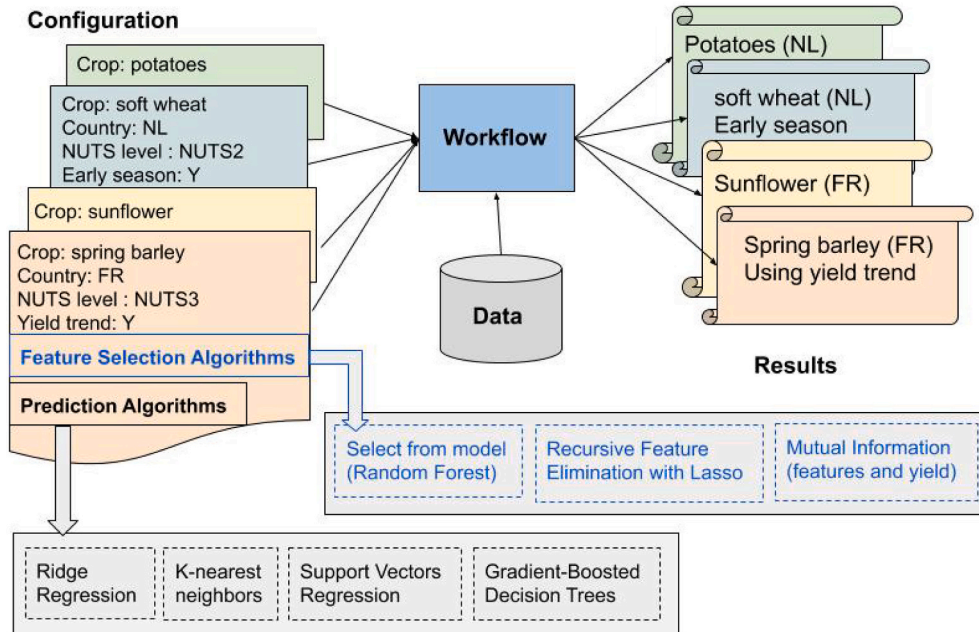 Configuration
Crop: potatoes
Crop: soft wheat
Country: NL
NUTS level : NUTS2
Early season: Y
Crop: sunflower
Crop: spring barley
Country: FR
NUTS level : NUTS3
Yield trend: Y
Feature Selection Algorithms
Prediction Algorithms
Workflow
Data
Potatoes (NL)
soft wheat (NL)
Early season
Sunflower (FR)
Spring barley (FR)
Using yield trend
Results
Select from model
(Random Forest)
Recursive Feature
Elimination with Lasso
Mutual Information
(features and yield)
Ridge
Regression
K-nearest
neighbors
Support Vectors
Regression
Gradient-Boosted
Decision Trees